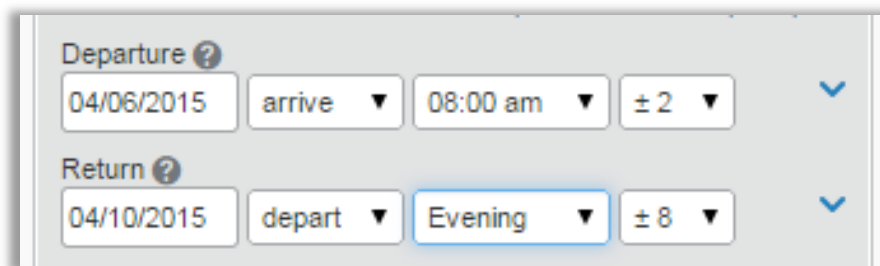 Departure ?
04/06/2015 arrive 08:00 am ± 2
Return ?
04/10/2015 depart Evening ± 8